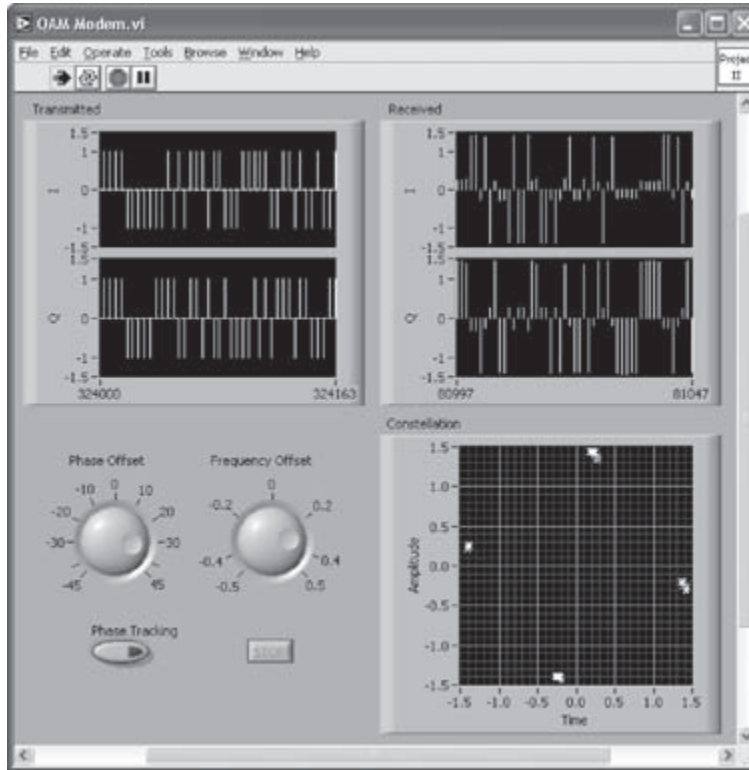 QAM Modem.vi
File Edit Operate Tools Browse Window Help
Projec
II
Transmitted
Received
1.5
1
I
0
-1
-1.5
1.5
1
Q
0
-1
-1.5
324008
324163
1.5
1
I
0
-1
-1.5
1.5
1
Q
0
-1
-1.5
80997
81047
Constellation
Phase Offset
Frequency Offset
-45 -30 -20 -10 0 10 20 30 45
-0.5 -0.4 -0.2 0 0.2 0.4 0.5
Phase Tracking
STOP
1.5
1.0
0.5
0.0
-0.5
-1.0
-1.5
Amplitude
-1.5 -1.0 -0.5 0.0 0.5 1.0 1.5
Time